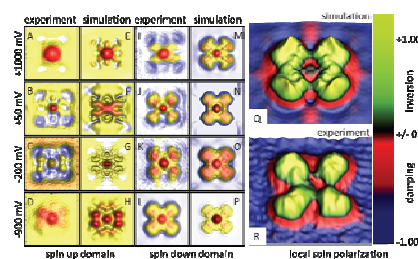 experiment simulation experiment simulation
simulation
+1000 mV
A E I M
+50 mV
B F J N
-200 mV
C G K O
-900 mV
D H L P
Q
experiment
R
+1.00
inversion
+/- 0
damping
-1.00
spin up domain spin down domain local spin polarization